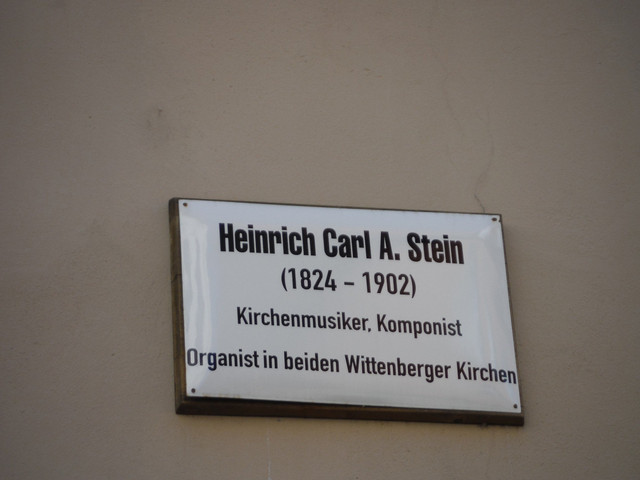 Heinrich Carl A. Stein
(1824 - 1902)
Kirchenmusiker, Komponist
Organist in beiden Wittenberger Kirchen